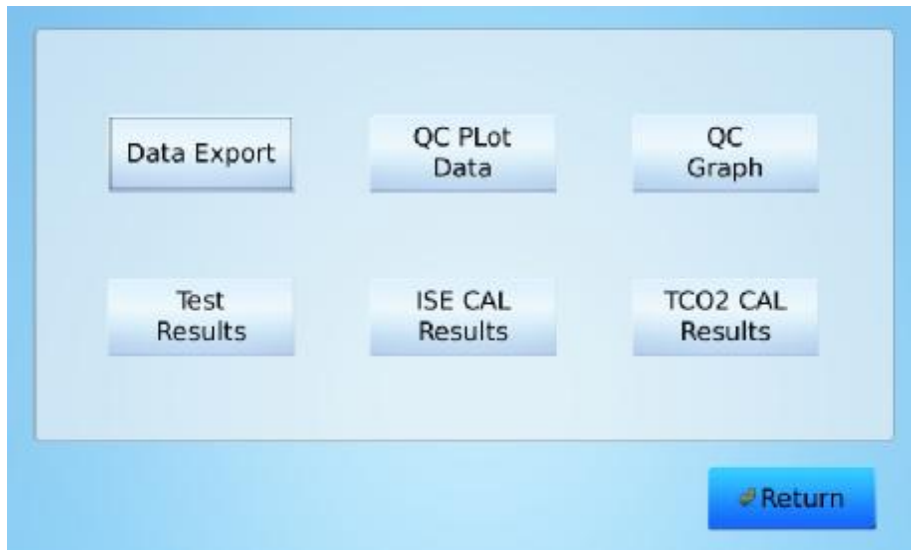 Data Export
QC PLot
Data
QC
Graph
Test
Results
ISE CAL
Results
TCO2 CAL
Results
Return